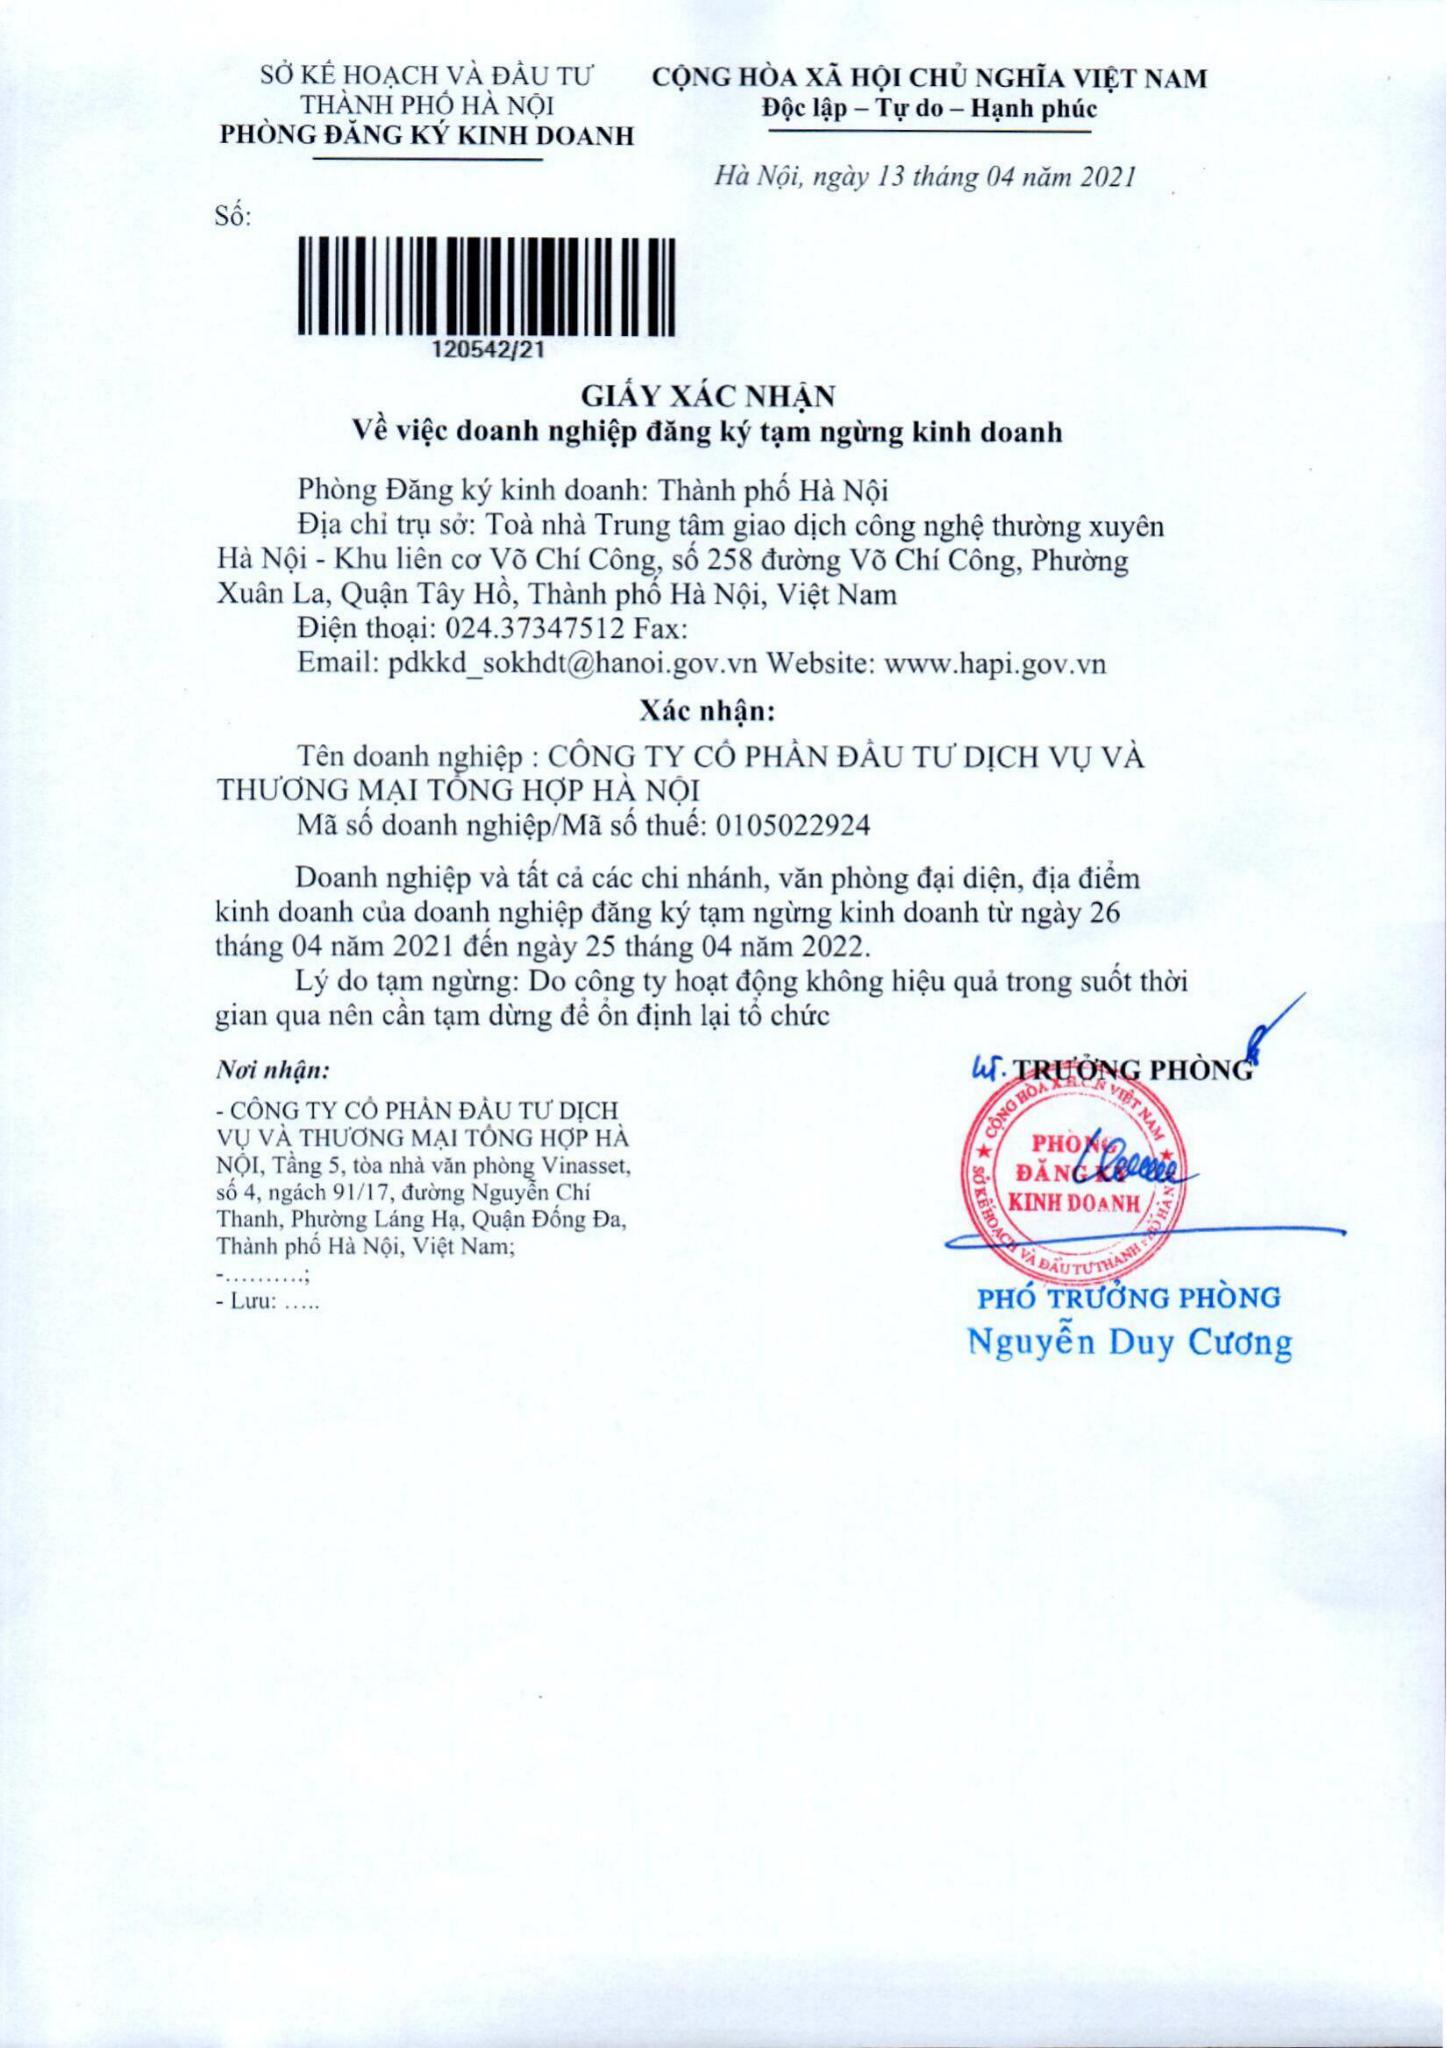 SỞ KẾ HOẠCH VÀ ĐẦU TƯ
THÀNH PHỐ HÀ NỘI
PHÒNG ĐĂNG KÝ KINH DOANH
CỘNG HÒA XÃ HỘI CHỦ NGHĨA VIỆT NAM
Độc lập – Tự do – Hạnh phúc
Hà Nội, ngày 13 tháng 04 năm 2021
Số:
120542/21
GIẤY XÁC NHẬN
Về việc doanh nghiệp đăng ký tạm ngừng kinh doanh
Phòng Đăng ký kinh doanh: Thành phố Hà Nội
Địa chỉ trụ sở: Toà nhà Trung tâm giao dịch công nghệ thường xuyên
Hà Nội - Khu liên cơ Võ Chí Công, số 258 đường Võ Chí Công, Phường
Xuân La, Quận Tây Hồ, Thành phố Hà Nội, Việt Nam
Điện thoại: 024.37347512 Fax:
Email: pdkkd_sokhdt@hanoi.gov.vn Website: www.hapi.gov.vn
Xác nhận:
Tên doanh nghiệp : CÔNG TY CỔ PHẦN ĐẦU TƯ DỊCH VỤ VÀ
THƯƠNG MẠI TỔNG HỢP HÀ NỘI
Mã số doanh nghiệp/Mã số thuế: 0105022924
Doanh nghiệp và tất cả các chi nhánh, văn phòng đại diện, địa điểm
kinh doanh của doanh nghiệp đăng ký tạm ngừng kinh doanh từ ngày 26
tháng 04 năm 2021 đến ngày 25 tháng 04 năm 2022.
Lý do tạm ngừng: Do công ty hoạt động không hiệu quả trong suốt thời
gian qua nên cần tạm dừng để ổn định lại tổ chức
Nơi nhận:
- CÔNG TY CỔ PHẦN ĐẦU TƯ DỊCH
VỤ VÀ THƯƠNG MẠI TỔNG HỢP HÀ
NỘI, Tầng 5, tòa nhà văn phòng Vinasset,
số 4, ngách 91/17, đường Nguyễn Chí
Thanh, Phường Láng Hạ, Quận Đống Đa,
Thành phố Hà Nội, Việt Nam;
-……….;
- Lưu: …..
KT. TRƯỞNG PHÒNG
CỘNG HÒA X.H.C.N VIỆT NAM
PHÒNG
ĐĂNG KÝ
KINH DOANH
SỞ KẾ HOẠCH VÀ ĐẦU TƯ THÀNH PHỐ HÀ NỘI
PHÓ TRƯỞNG PHÒNG
Nguyễn Duy Cương